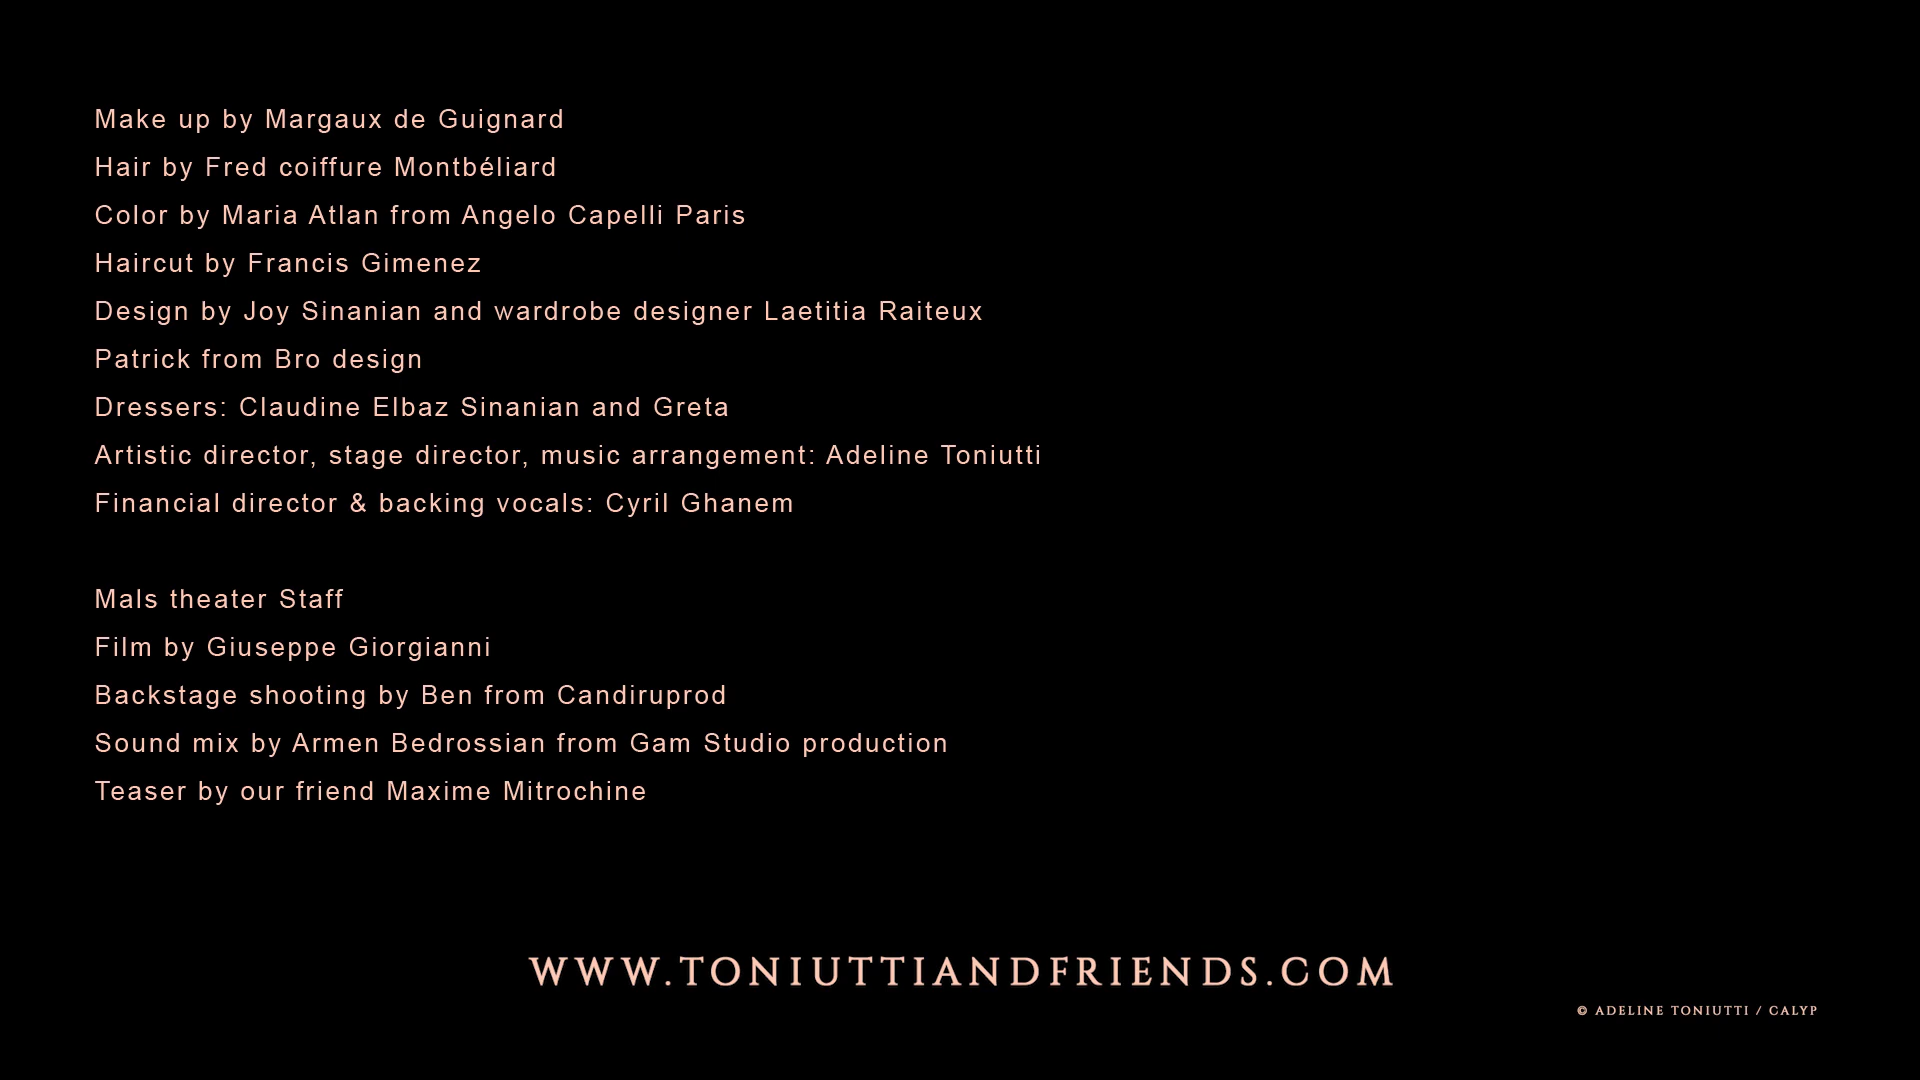 Make up by Margaux de Guignard
Hair by Fred coiffure Montbéliard
Color by Maria Atlan from Angelo Capelli Paris
Haircut by Francis Gimenez
Design by Joy Sinanian and wardrobe designer Laetitia Raiteux
Patrick from Bro design
Dressers: Claudine Elbaz Sinanian and Greta
Artistic director, stage director, music arrangement: Adeline Toniutti
Financial director & backing vocals: Cyril Ghanem
Mals theater Staff
Film by Giuseppe Giorgianni
Backstage shooting by Ben from Candiruprod
Sound mix by Armen Bedrossian from Gam Studio production
Teaser by our friend Maxime Mitrochine
WWW.TONIUTTIANDFRIENDS.COM
© ADELINE TONIUTTI / CALYP